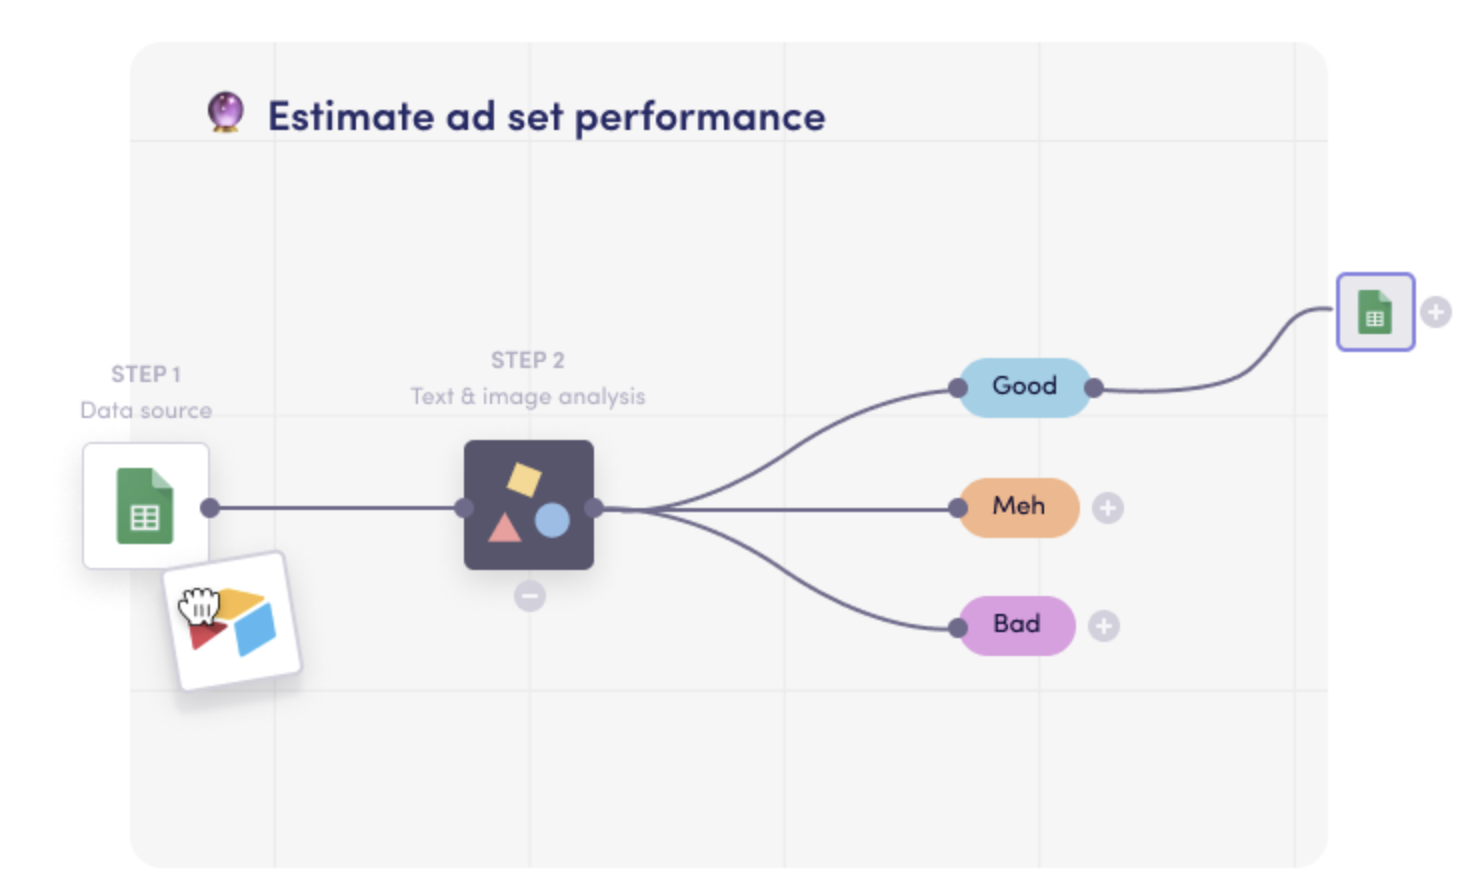 Estimate ad set performance
STEP 1
Data source
STEP 2
Text & image analysis
Good
Meh
Bad